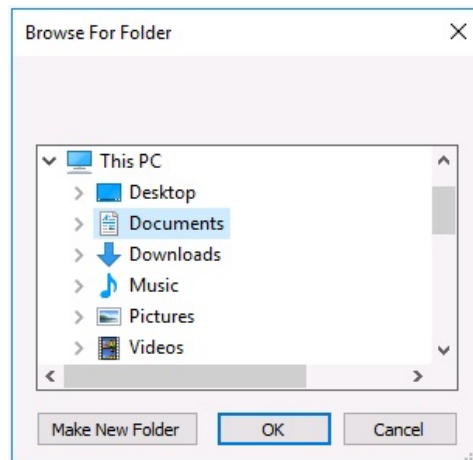 Browse For Folder
This PC
Desktop
Documents
Downloads
Music
Pictures
Videos
Make New Folder OK Cancel